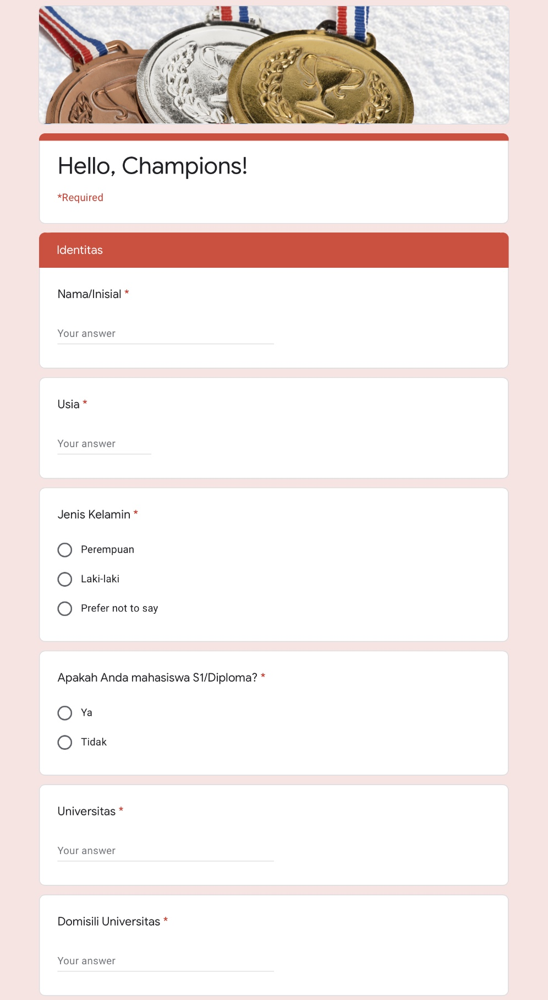 Hello, Champions!
*Required
Identitas
Nama/Inisial *
Your answer
Usia *
Your answer
Jenis Kelamin *
Perempuan
Laki-laki
Prefer not to say
Apakah Anda mahasiswa S1/Diploma? *
Ya
Tidak
Universitas *
Your answer
Domisili Universitas *
Your answer